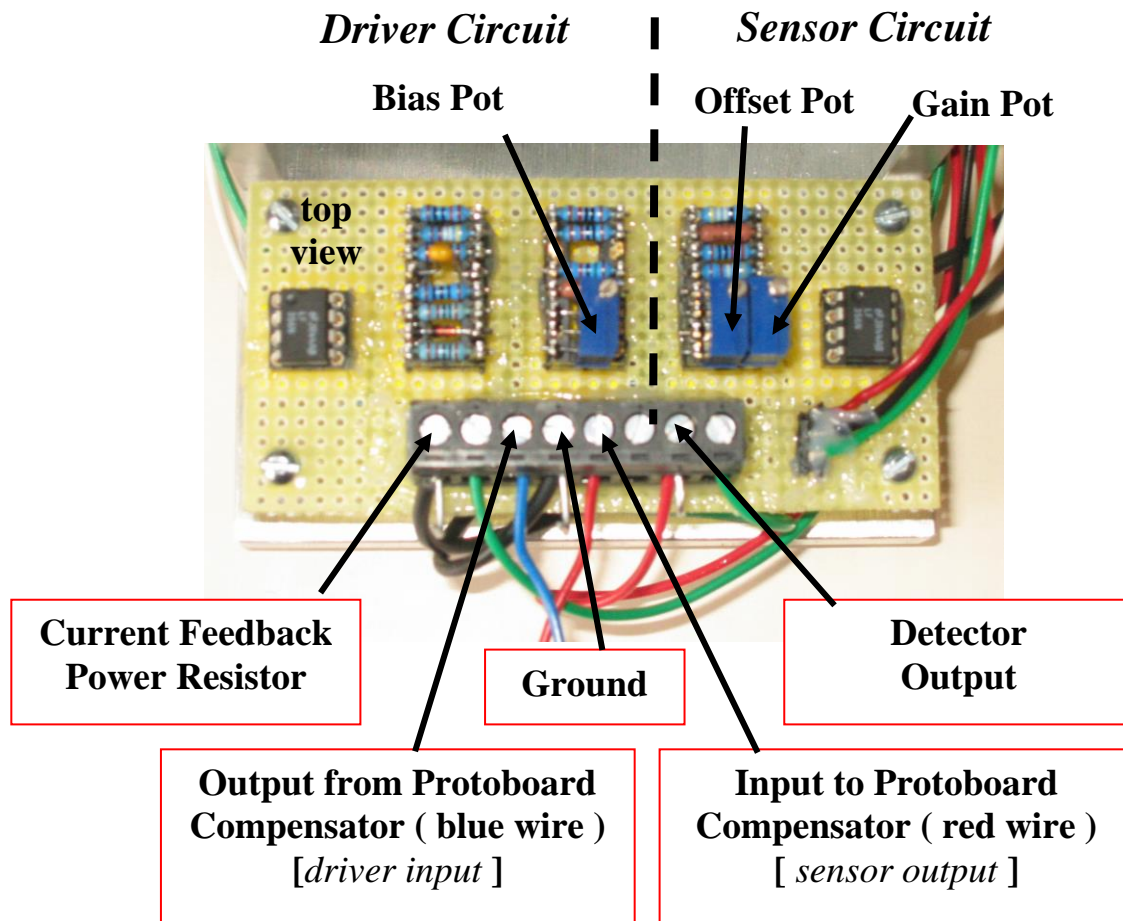 Driver Circuit
Sensor Circuit
Bias Pot
Offset Pot
Gain Pot
top
view
Current Feedback
Power Resistor
Ground
Detector
Output
Output from Protoboard
Compensator ( blue wire )
[driver input ]
Input to Protoboard
Compensator ( red wire )
[ sensor output ]